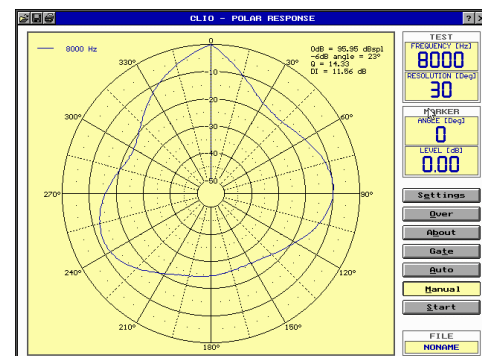 CLIO - POLAR RESPONSE
? x
8000 Hz
0dB = 95.95 dBspl
-6dB angle = 23°
Q = 14.33
DI = 11.56 dB
0
330°
30°
-10
300°
60°
-20
-30
-40
-50
270°
90°
240°
120°
210°
150°
180°
TEST
FREQUENCY [Hz]
8000
RESOLUTION [Deg]
30
MARKER
ANGLE [Deg]
0
LEVEL [dB]
0.00
Settings
Over
About
Gate
Auto
Manual
Start
FILE
NONAME